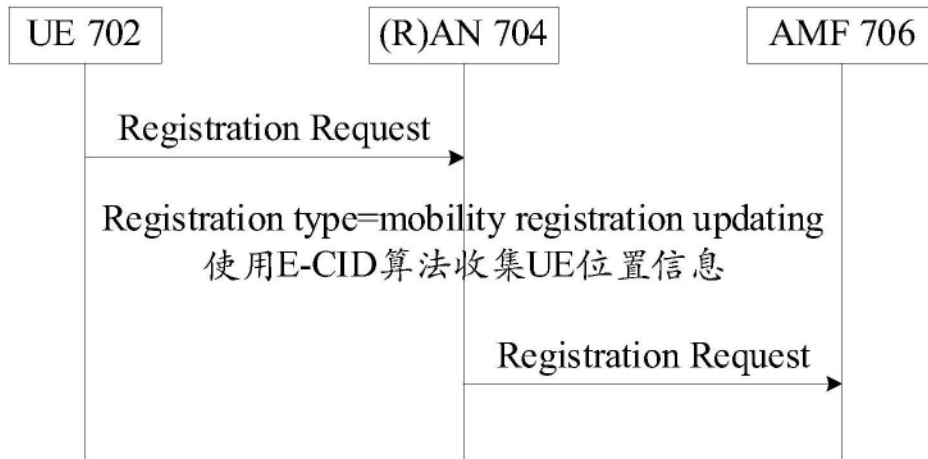 UE 702
(R)AN 704
AMF 706
Registration Request
Registration type=mobility registration updating
使用E-CID算法收集UE位置信息
Registration Request